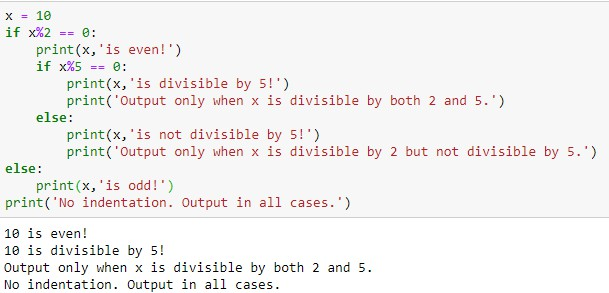 x = 10
if x%2 == 0:
    print(x,'is even!')
    if x%5 == 0:
        print(x,'is divisible by 5!')
        print('Output only when x is divisible by both 2 and 5.')
    else:
        print(x,'is not divisible by 5!')
        print('Output only when x is divisible by 2 but not divisible by 5.')
else:
    print(x,'is odd!')
print('No indentation. Output in all cases.')
10 is even!
10 is divisible by 5!
Output only when x is divisible by both 2 and 5.
No indentation. Output in all cases.